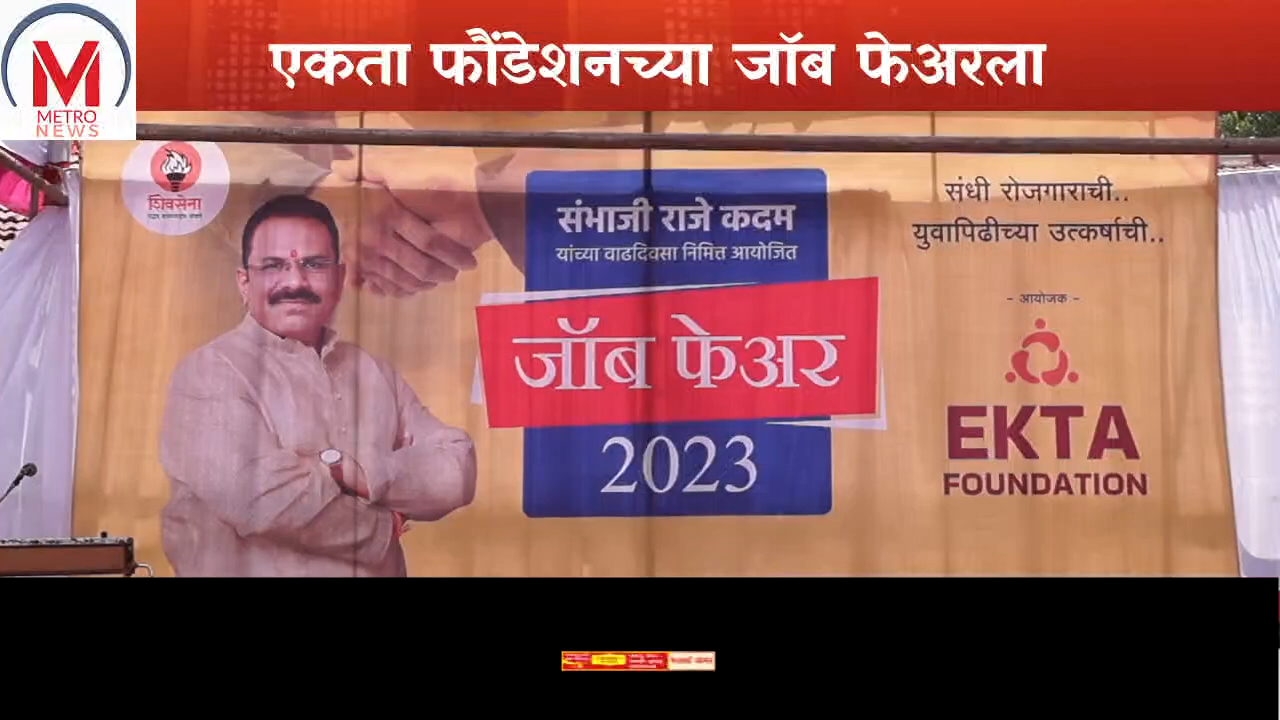 एकता फौंडेशनच्या जॉब फेअरला
METRO
NEWS
शिवसेना
संभाजी राजे कदम
यांच्या वाढदिवसा निमित्त आयोजित
जॉब फेअर
2023
संधी रोजगाराची..
युवापिढीच्या उत्कर्षाची..
- आयोजक -
EKTA
FOUNDATION